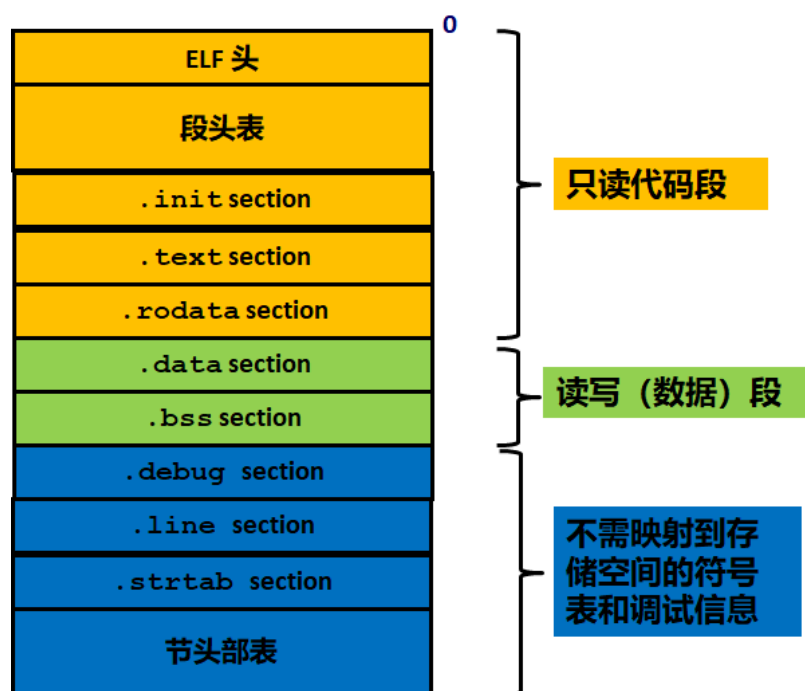 0
ELF 头
段头表
.init section
.text section
.rodata section
.data section
.bss section
.debug section
.line section
.strtab section
节头部表
只读代码段
读写（数据）段
不需映射到存
储空间的符号
表和调试信息